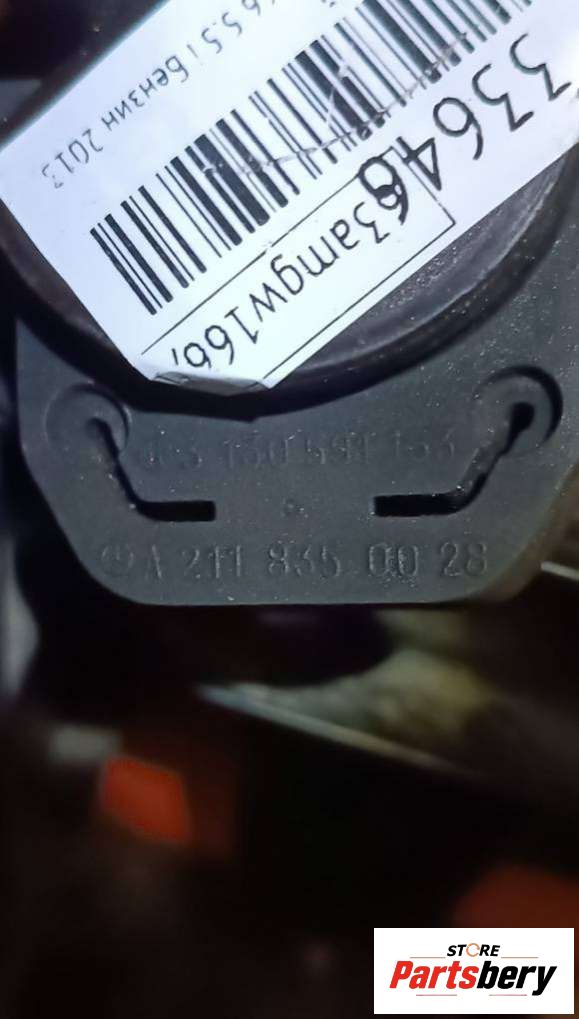 5.5 i Бензин 2013
33646
63amgw166,
A 211 835 00 28
STORE
Partsbery